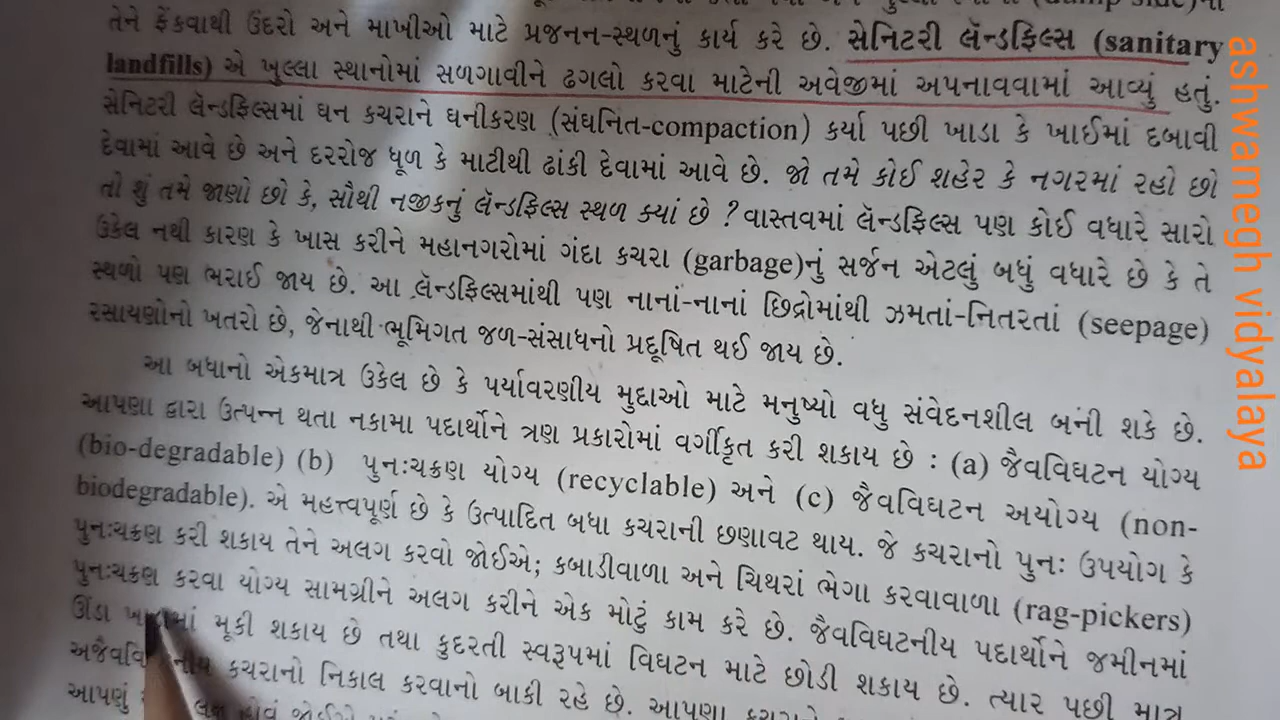 તેને ફેંકવાથી ઉંદરો અને માખીઓ માટે પ્રજનન-સ્થળનું કાર્ય કરે છે. સેનિટરી લૅન્ડફિલ્સ (sanitary
landfills) એ ખુલ્લા સ્થાનોમાં સળગાવીને ઢગલો કરવા માટેની અવેજીમાં અપનાવવામાં આવ્યું હતું.
સેનિટરી લૅન્ડફિલ્સમાં ઘન કચરાને ઘનીકરણ (સંઘનિત-compaction) કર્યા પછી ખાડા કે ખાઈમાં દબાવી
દેવામાં આવે છે અને દરરોજ ધૂળ કે માટીથી ઢાંકી દેવામાં આવે છે. જો તમે કોઈ શહેર કે નગરમાં રહો છો
તો શું તમે જાણો છો કે, સૌથી નજીકનું લૅન્ડફિલ્સ સ્થળ ક્યાં છે ? વાસ્તવમાં લૅન્ડફિલ્સ પણ કોઈ વધારે સારો
ઉકેલ નથી કારણ કે ખાસ કરીને મહાનગરોમાં ગંદા કચરા (garbage)નું સર્જન એટલું બધું વધારે છે કે તે
સ્થળો પણ ભરાઈ જાય છે. આ લૅન્ડફિલ્સમાંથી પણ નાનાં-નાનાં છિદ્રોમાંથી ઝમતાં-નિતરતાં (seepage)
રસાયણોનો ખતરો છે, જેનાથી ભૂમિગત જળ-સંસાધનો પ્રદૂષિત થઈ જાય છે.
આ બધાનો એકમાત્ર ઉકેલ છે કે પર્યાવરણીય મુદ્દાઓ માટે મનુષ્યો વધુ સંવેદનશીલ બની શકે છે.
આપણા દ્વારા ઉત્પન્ન થતા નકામા પદાર્થોને ત્રણ પ્રકારોમાં વર્ગીકૃત કરી શકાય છે : (a) જૈવવિઘટન યોગ્ય
(bio-degradable) (b) પુનઃચક્રણ યોગ્ય (recyclable) અને (c) જૈવવિઘટન અયોગ્ય (non-
biodegradable). એ મહત્ત્વપૂર્ણ છે કે ઉત્પાદિત બધા કચરાની છણાવટ થાય. જે કચરાનો પુનઃ ઉપયોગ કે
પુનઃચક્રણ કરી શકાય તેને અલગ કરવો જોઈએ; કબાડીવાળા અને ચિથરાં ભેગા કરવાવાળા (rag-pickers)
પુનઃચક્રણ કરવા યોગ્ય સામગ્રીને અલગ કરીને એક મોટું કામ કરે છે. જૈવવિઘટનીય પદાર્થોને જમીનમાં
ઊંડા મૂકી શકાય છે તથા કુદરતી સ્વરૂપમાં વિઘટન માટે છોડી શકાય છે. ત્યાર પછી માત્ર
કચરાનો નિકાલ કરવાનો બાકી રહે છે. આપણા
આપણું
ashwamegh vidyalaya